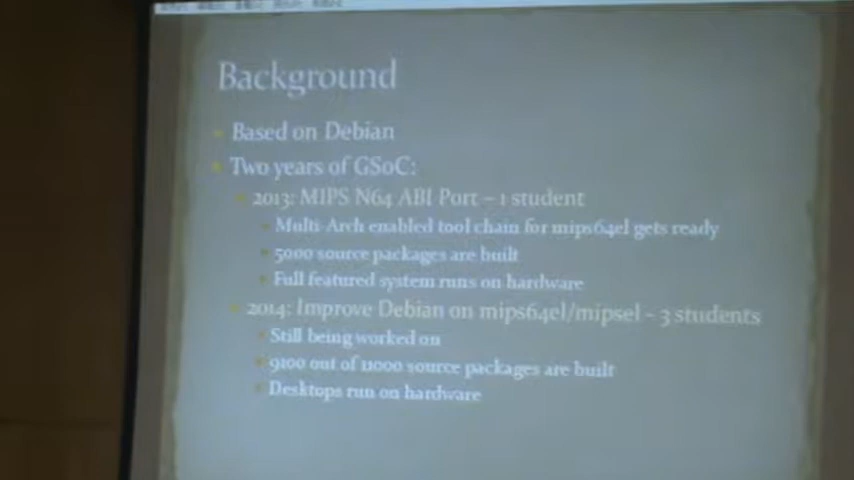 Background
Based on Debian
Two years of GSoC:
2013: MIPS N64 ABI Port – 1 student
Multi-Arch enabled tool chain for mips64el gets ready
5000 source packages are built
Full featured system runs on hardware
2014: Improve Debian on mips64el/mipsel – 3 students
Still being worked on
9100 out of 11000 source packages are built
Desktops run on hardware